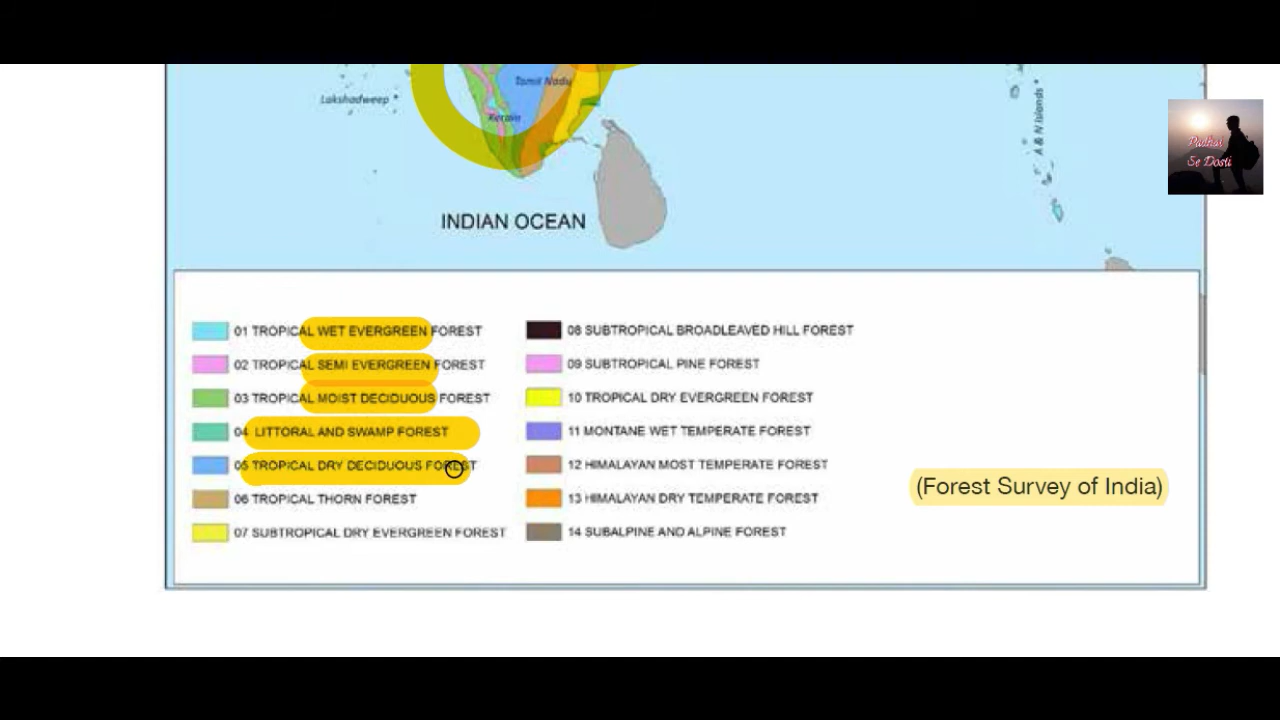 Tamil Nadu
Lakshadweep
Kerala
A & N Islands
Padhai
Se Dosti
INDIAN OCEAN
01 TROPICAL WET EVERGREEN FOREST
02 TROPICAL SEMI EVERGREEN FOREST
03 TROPICAL MOIST DECIDUOUS FOREST
04 LITTORAL AND SWAMP FOREST
05 TROPICAL DRY DECIDUOUS FOREST
06 TROPICAL THORN FOREST
07 SUBTROPICAL DRY EVERGREEN FOREST
08 SUBTROPICAL BROADLEAVED HILL FOREST
09 SUBTROPICAL PINE FOREST
10 TROPICAL DRY EVERGREEN FOREST
11 MONTANE WET TEMPERATE FOREST
12 HIMALAYAN MOST TEMPERATE FOREST
13 HIMALAYAN DRY TEMPERATE FOREST
14 SUBALPINE AND ALPINE FOREST
(Forest Survey of India)